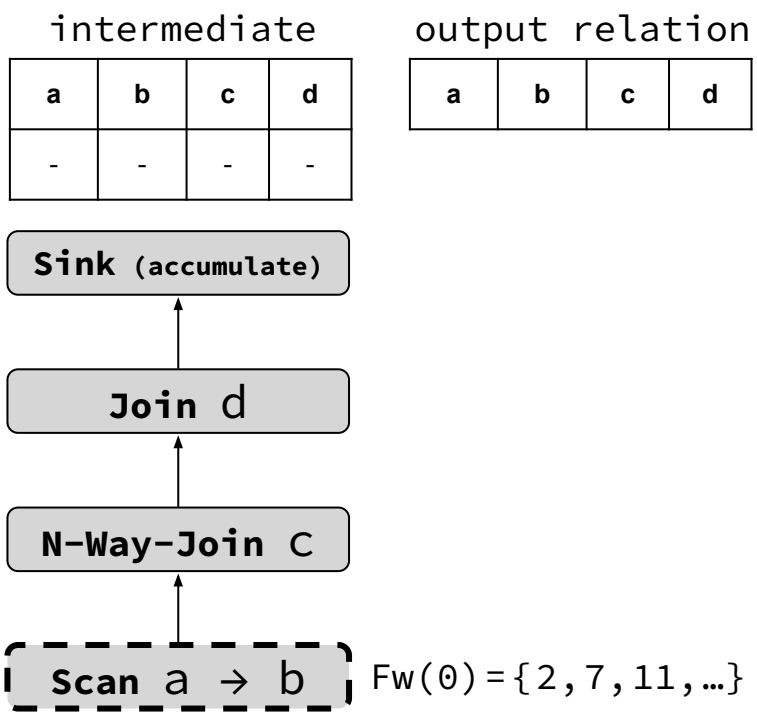 intermediate
a b c d
- - - -
output relation
a b c d
Sink (accumulate)
Join d
N-Way-Join c
Scan a → b
Fw(0)={2,7,11,…}